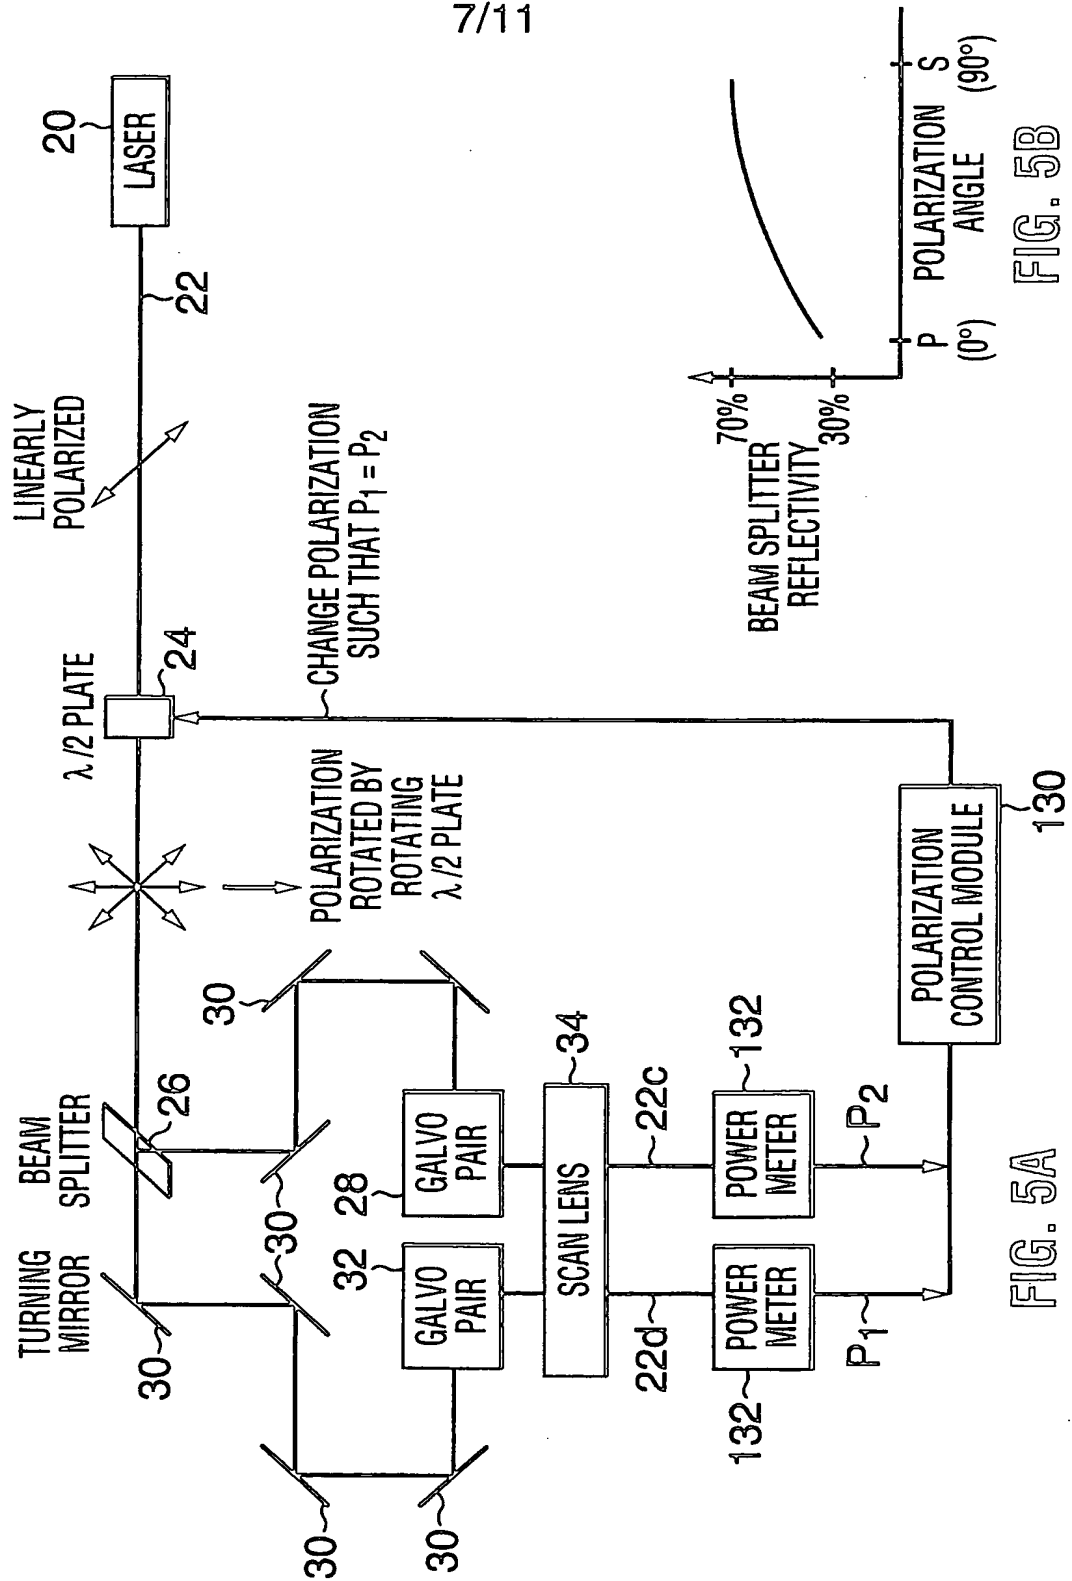 7/11
TURNING
MIRROR
BEAM
SPLITTER
λ/2 PLATE
LINEARLY
POLARIZED
LASER
20
22
24
26
30
30
30
30
30
30
POLARIZATION
ROTATED BY
ROTATING
λ/2 PLATE
CHANGE POLARIZATION
SUCH THAT P1 = P2
32
GALVO
PAIR
28
GALVO
PAIR
SCAN LENS
34
22d
22c
132
POWER
METER
POWER
METER
132
P1
P2
POLARIZATION
CONTROL MODULE
130
FIG. 5A
BEAM SPLITTER
REFLECTIVITY
70%
30%
P
(0°)
POLARIZATION
ANGLE
S
(90°)
FIG. 5B